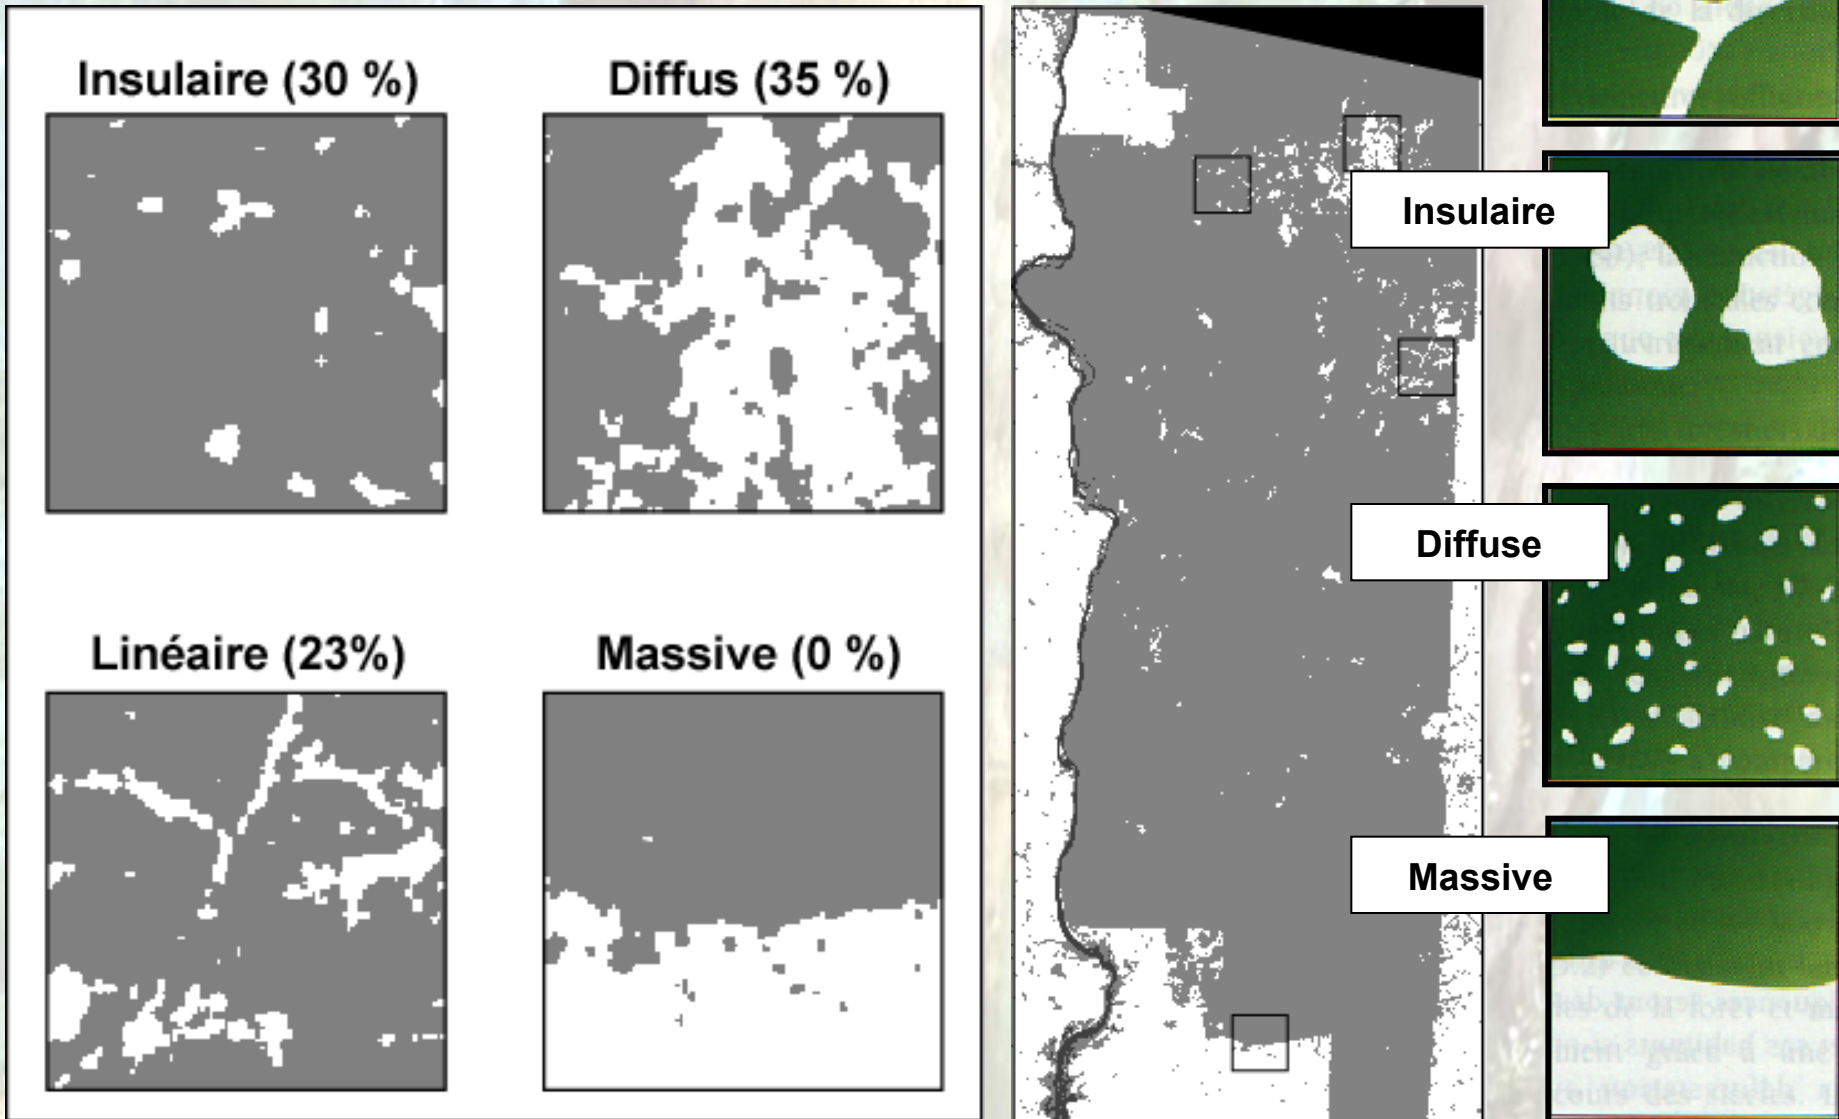 Insulaire (30 %)
Diffus (35 %)
Linéaire (23%)
Massive (0 %)
Insulaire
Diffuse
Massive